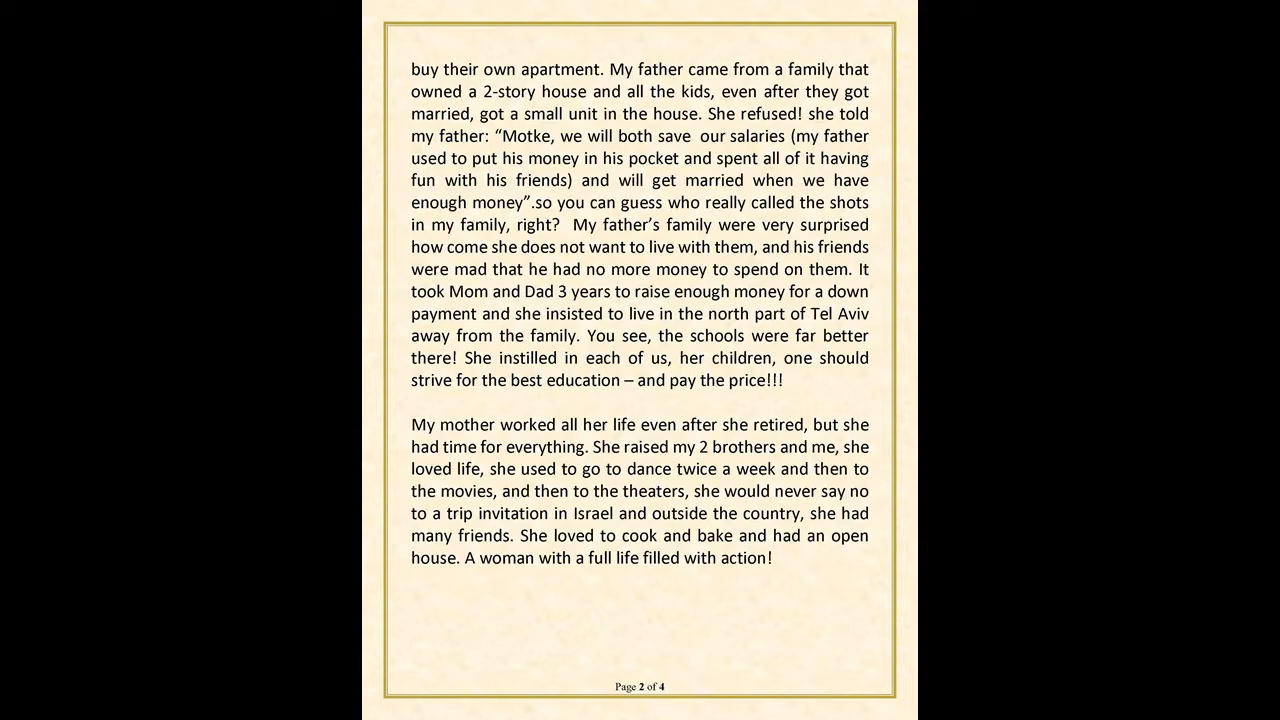 buy their own apartment. My father came from a family that
owned a 2-story house and all the kids, even after they got
married, got a small unit in the house. She refused! she told
my father: “Motke, we will both save  our salaries (my father
used to put his money in his pocket and spent all of it having
fun with his friends) and will get married when we have
enough money”.so you can guess who really called the shots
in my family, right?  My father’s family were very surprised
how come she does not want to live with them, and his friends
were mad that he had no more money to spend on them. It
took Mom and Dad 3 years to raise enough money for a down
payment and she insisted to live in the north part of Tel Aviv
away from the family. You see, the schools were far better
there! She instilled in each of us, her children, one should
strive for the best education – and pay the price!!!
My mother worked all her life even after she retired, but she
had time for everything. She raised my 2 brothers and me, she
loved life, she used to go to dance twice a week and then to
the movies, and then to the theaters, she would never say no
to a trip invitation in Israel and outside the country, she had
many friends. She loved to cook and bake and had an open
house. A woman with a full life filled with action!
Page 2 of 4